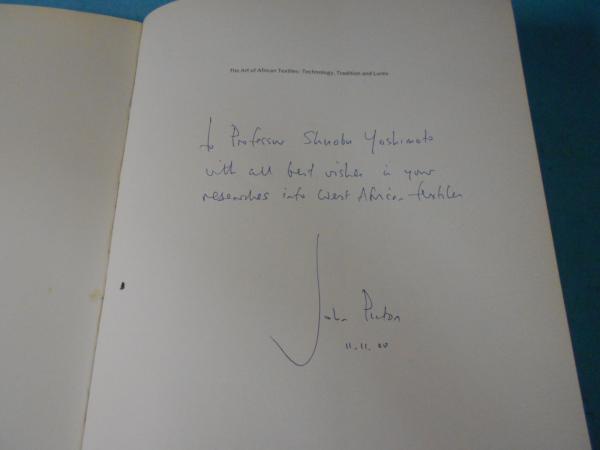 The Art of African Textiles: Technology, Tradition and Lurex
to Professor Shinobu Yoshimoto
with all best wishes in your
researches into West African textiles
John Picton
11.11.00